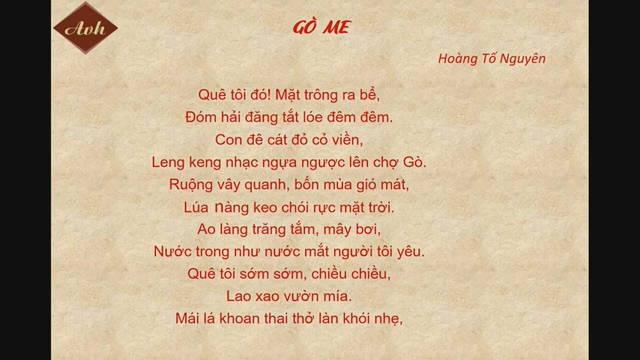 Avh
GÒ ME
Hoàng Tố Nguyên
Quê tôi đó! Mặt trông ra bể,
Đóm hải đăng tắt lóe đêm đêm.
Con đê cát đỏ cỏ viền,
Leng keng nhạc ngựa ngược lên chợ Gò.
Ruộng vây quanh, bốn mùa gió mát,
Lúa nàng keo chói rực mặt trời.
Ao làng trăng tắm, mây bơi,
Nước trong như nước mắt người tôi yêu.
Quê tôi sớm sớm, chiều chiều,
Lao xao vườn mía.
Mái lá khoan thai thở làn khói nhẹ,